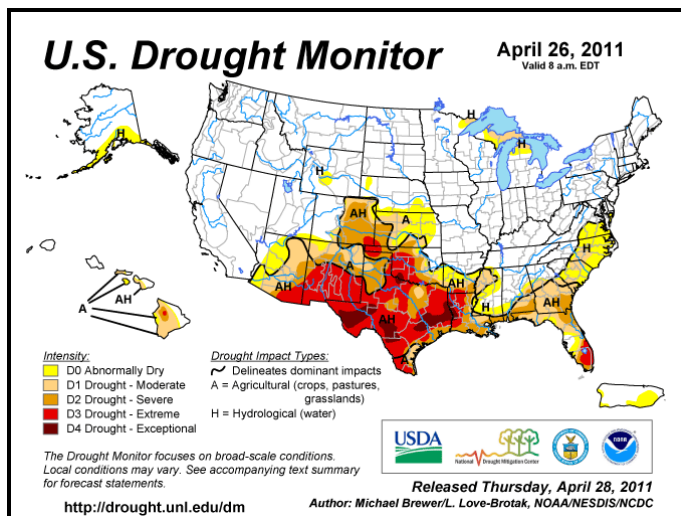 U.S. Drought Monitor
April 26, 2011
Valid 8 a.m. EDT
H
H
H
H
AH
A
H
AH
AH
AH
H
AH
AH
A
A
AH
Intensity:
D0 Abnormally Dry
D1 Drought - Moderate
D2 Drought - Severe
D3 Drought - Extreme
D4 Drought - Exceptional
Drought Impact Types:
Delineates dominant impacts
A = Agricultural (crops, pastures,
grasslands)
H = Hydrological (water)
The Drought Monitor focuses on broad-scale conditions.
Local conditions may vary. See accompanying text summary
for forecast statements.
http://drought.unl.edu/dm
USDA
National Drought Mitigation Center
Released Thursday, April 28, 2011
Author: Michael Brewer/L. Love-Brotak, NOAA/NESDIS/NCDC